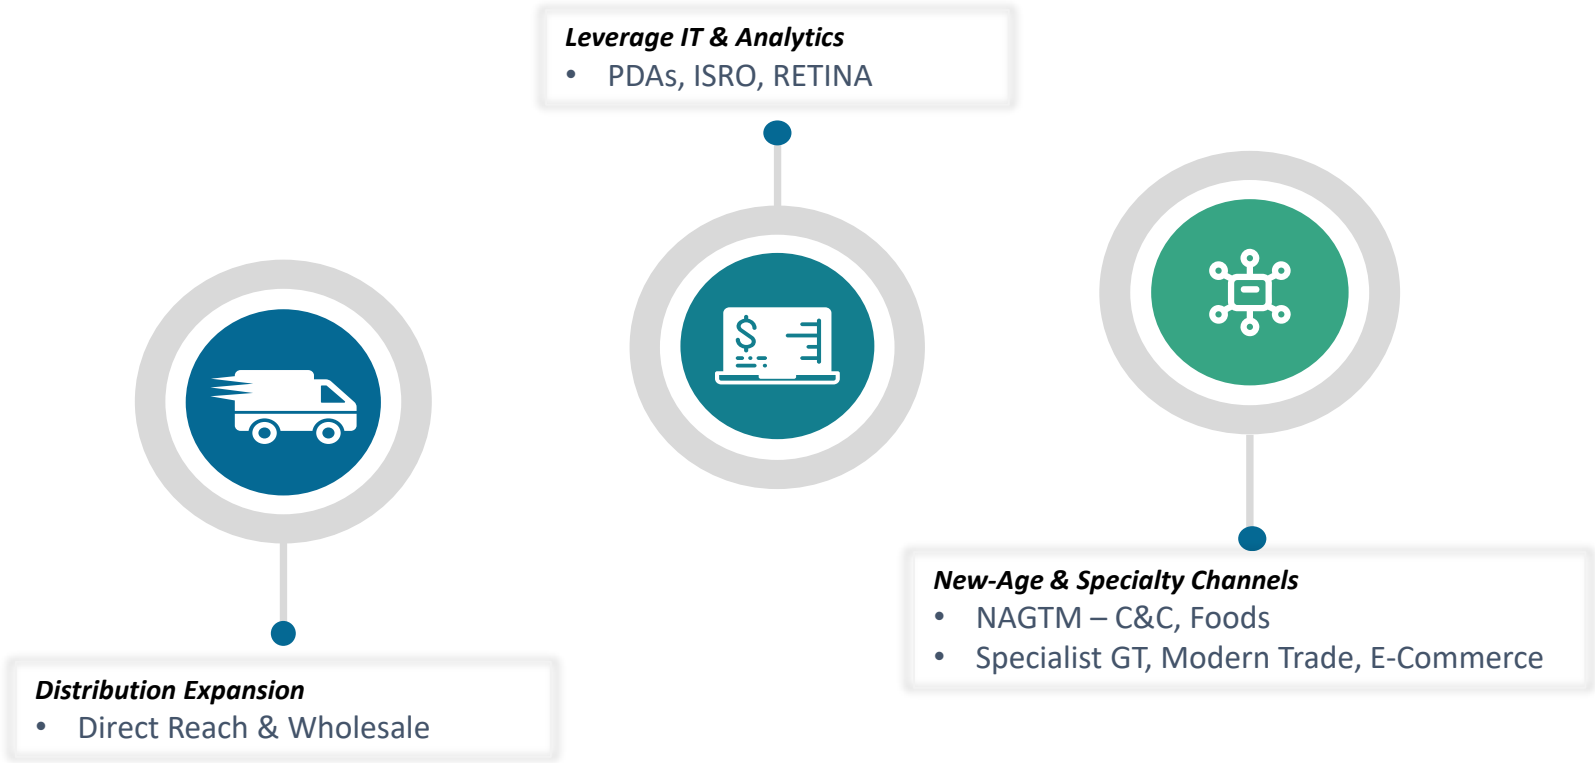 Leverage IT & Analytics
• PDAs, ISRO, RETINA
New-Age & Specialty Channels
• NAGTM – C&C, Foods
• Specialist GT, Modern Trade, E-Commerce
Distribution Expansion
• Direct Reach & Wholesale